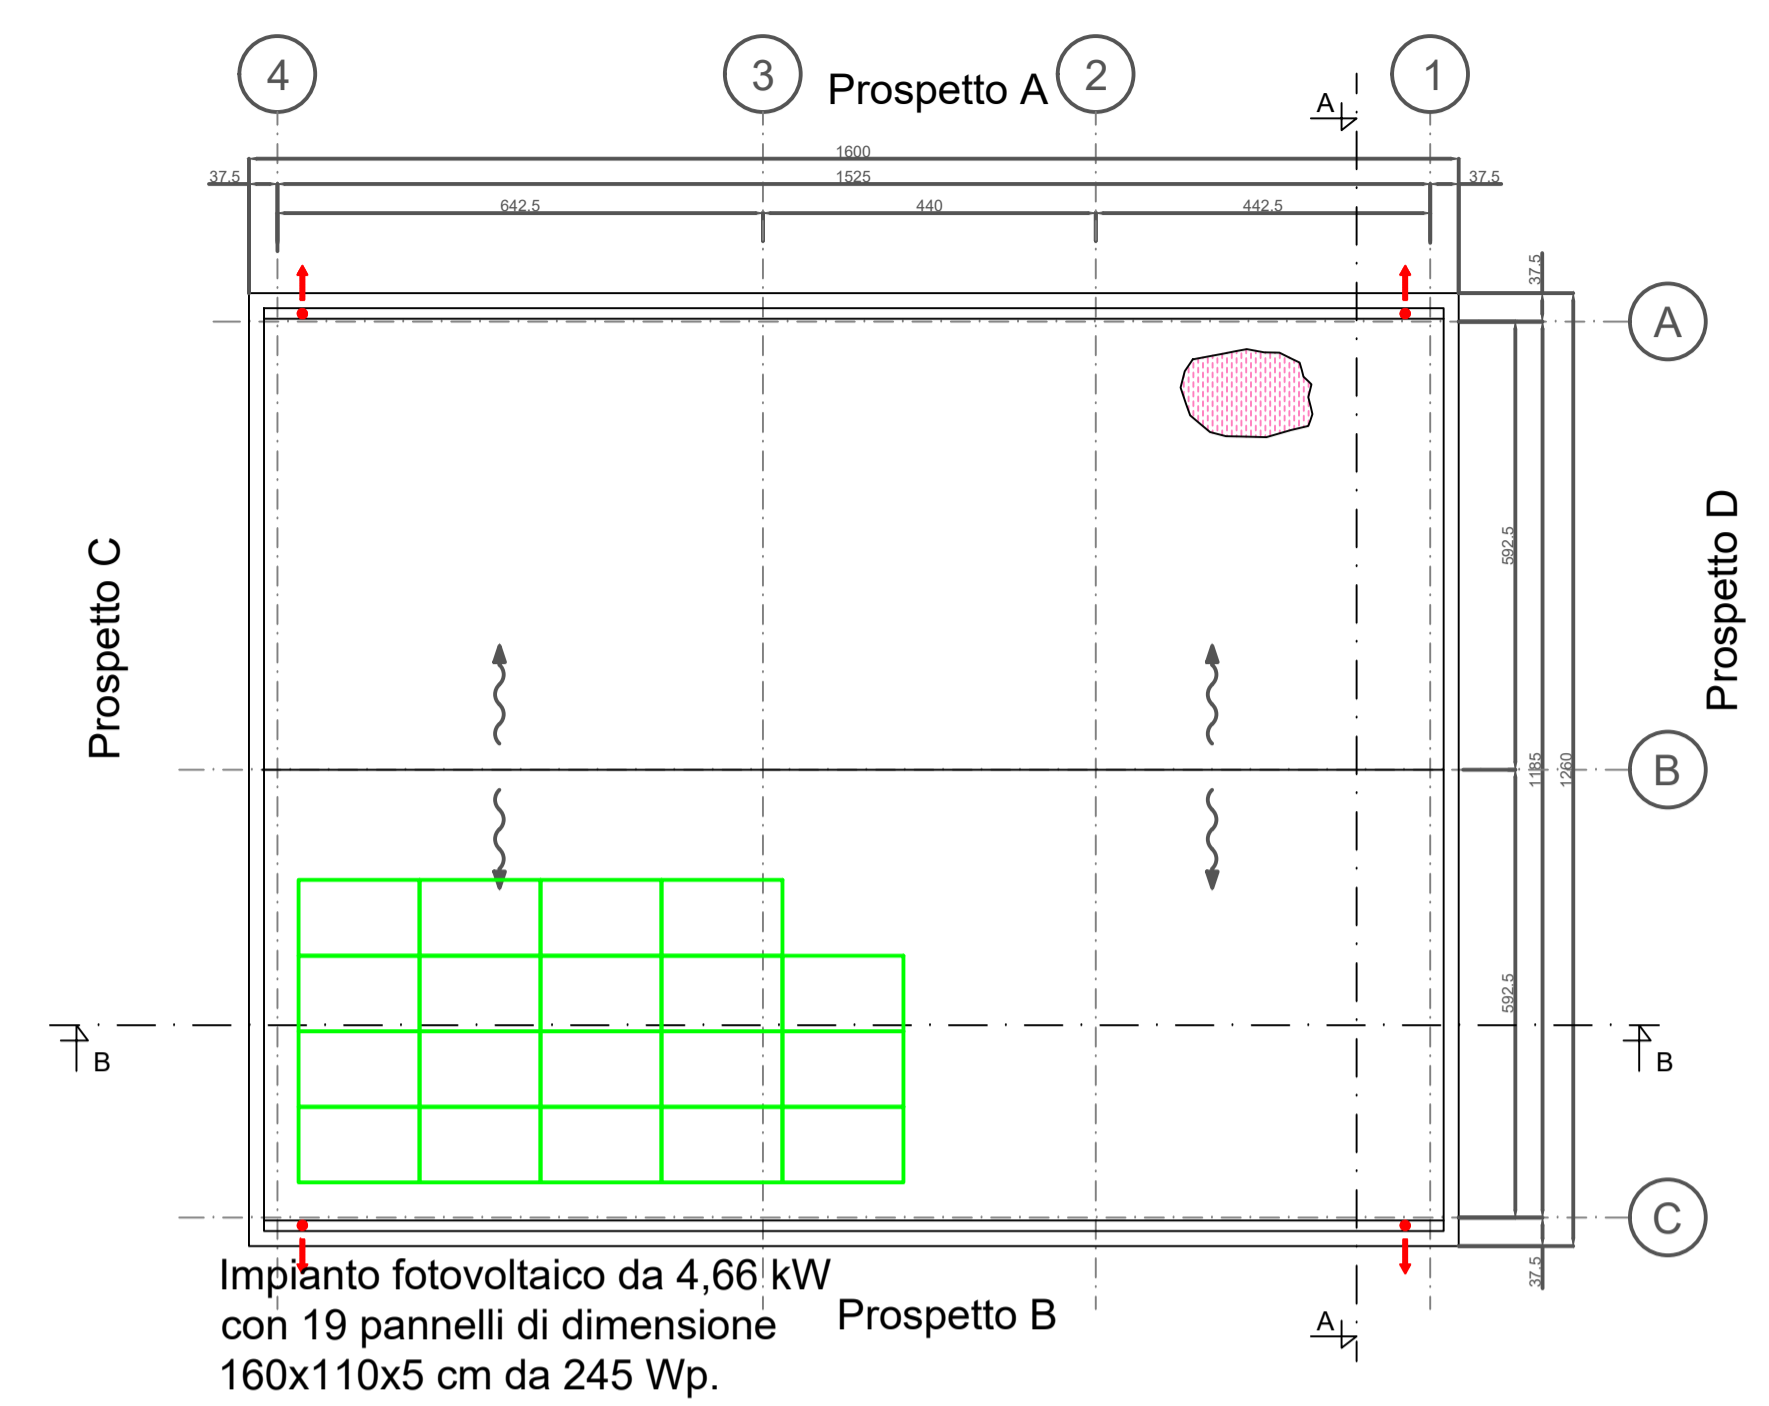 4
3
Prospetto A
2
1
A
1600
37.5
1525
37.5
642.5
440
442.5
37.5
A
Prospetto C
Prospetto D
592.5
B
1185
1260
592.5
B
B
C
37.5
Impianto fotovoltaico da 4,66 kW
con 19 pannelli di dimensione
160x110x5 cm da 245 Wp.
Prospetto B
A